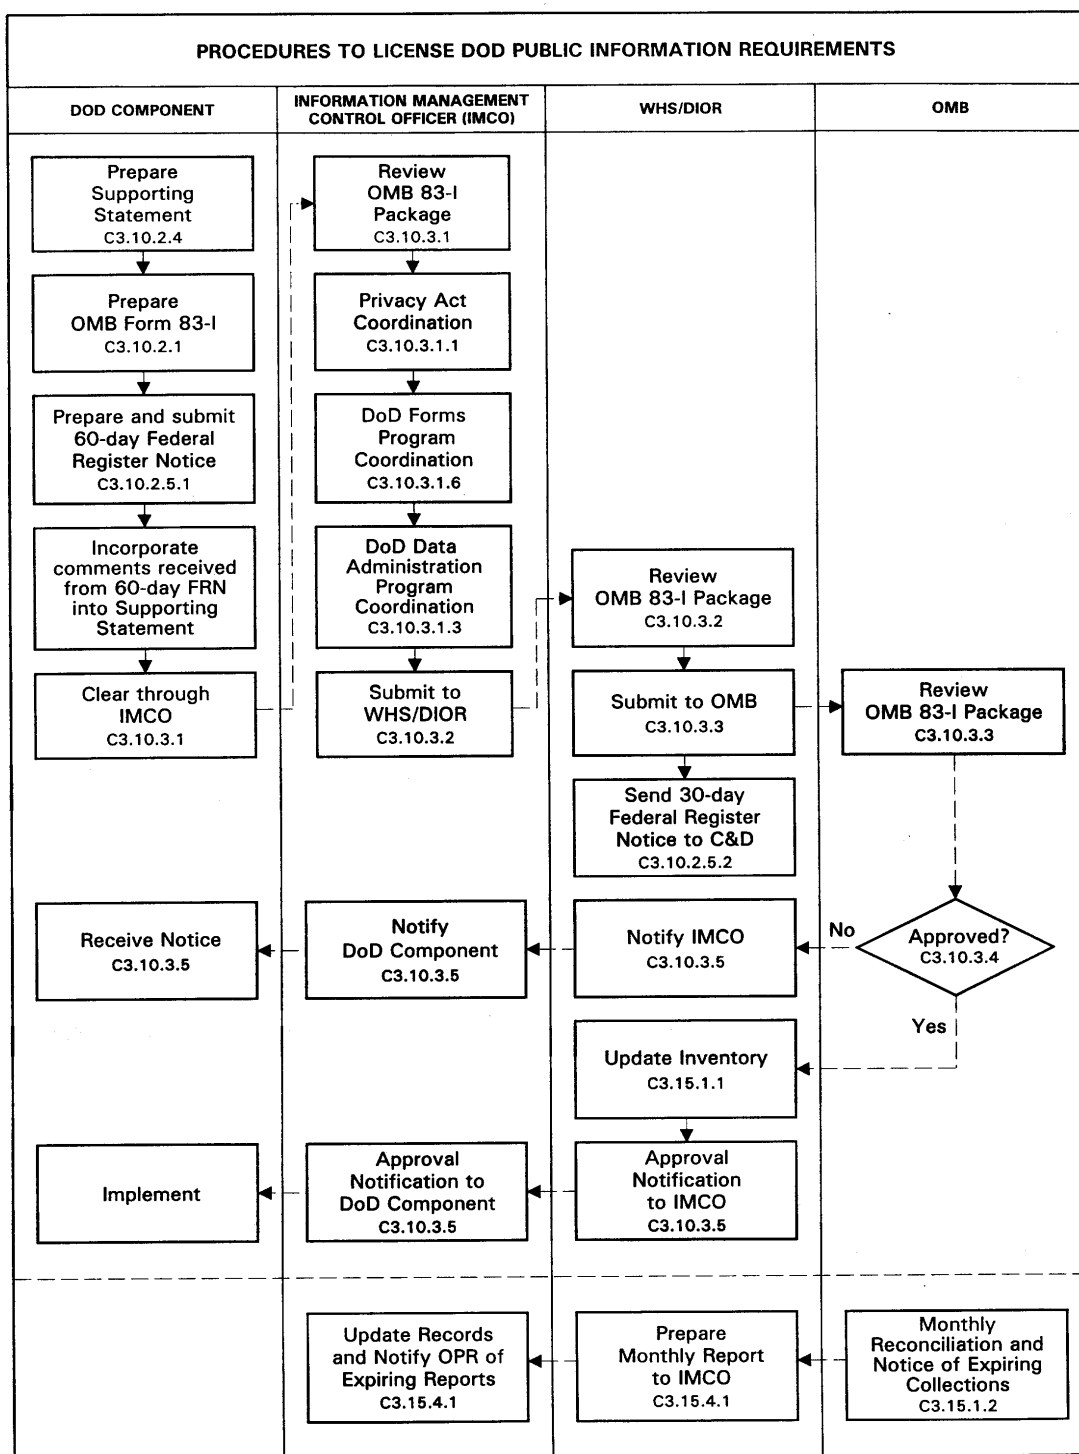 PROCEDURES TO LICENSE DOD PUBLIC INFORMATION REQUIREMENTS
DOD COMPONENT
INFORMATION MANAGEMENT
CONTROL OFFICER (IMCO)
WHS/DIOR
OMB
Prepare
Supporting
Statement
C3.10.2.4
Prepare
OMB Form 83-I
C3.10.2.1
Prepare and submit
60-day Federal
Register Notice
C3.10.2.5.1
Incorporate
comments received
from 60-day FRN
into Supporting
Statement
Clear through
IMCO
C3.10.3.1
Review
OMB 83-I
Package
C3.10.3.1
Privacy Act
Coordination
C3.10.3.1.1
DoD Forms
Program
Coordination
C3.10.3.1.6
DoD Data
Administration
Program
Coordination
C3.10.3.1.3
Submit to
WHS/DIOR
C3.10.3.2
Review
OMB 83-I Package
C3.10.3.2
Submit to OMB
C3.10.3.3
Send 30-day
Federal Register
Notice to C&D
C3.10.2.5.2
Review
OMB 83-I Package
C3.10.3.3
Approved?
C3.10.3.4
No
Yes
Notify IMCO
C3.10.3.5
Notify
DoD Component
C3.10.3.5
Receive Notice
C3.10.3.5
Update Inventory
C3.15.1.1
Approval
Notification
to IMCO
C3.10.3.5
Approval
Notification to
DoD Component
C3.10.3.5
Implement
Monthly
Reconciliation and
Notice of Expiring
Collections
C3.15.1.2
Prepare
Monthly Report
to IMCO
C3.15.4.1
Update Records
and Notify OPR of
Expiring Reports
C3.15.4.1